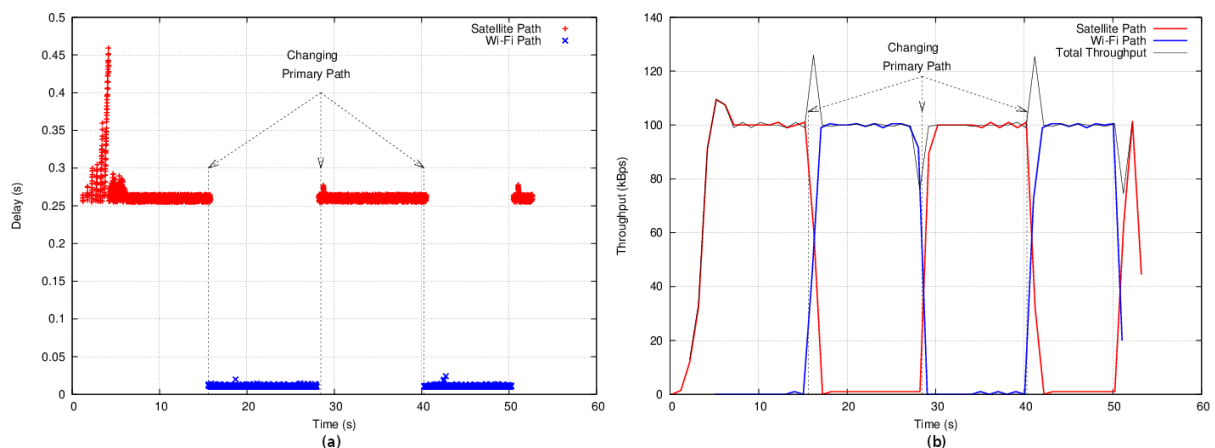 0.5
0.45
0.4
0.35
0.3
0.25
0.2
0.15
0.1
0.05
0
Delay (s)
Satellite Path
Wi-Fi Path
Changing
Primary Path
0 10 20 30 40 50 60
Time (s)
(a)
140
120
100
80
60
40
20
0
Throughput (kBps)
Satellite Path
Wi-Fi Path
Total Throughput
Changing
Primary Path
0 10 20 30 40 50 60
Time (s)
(b)